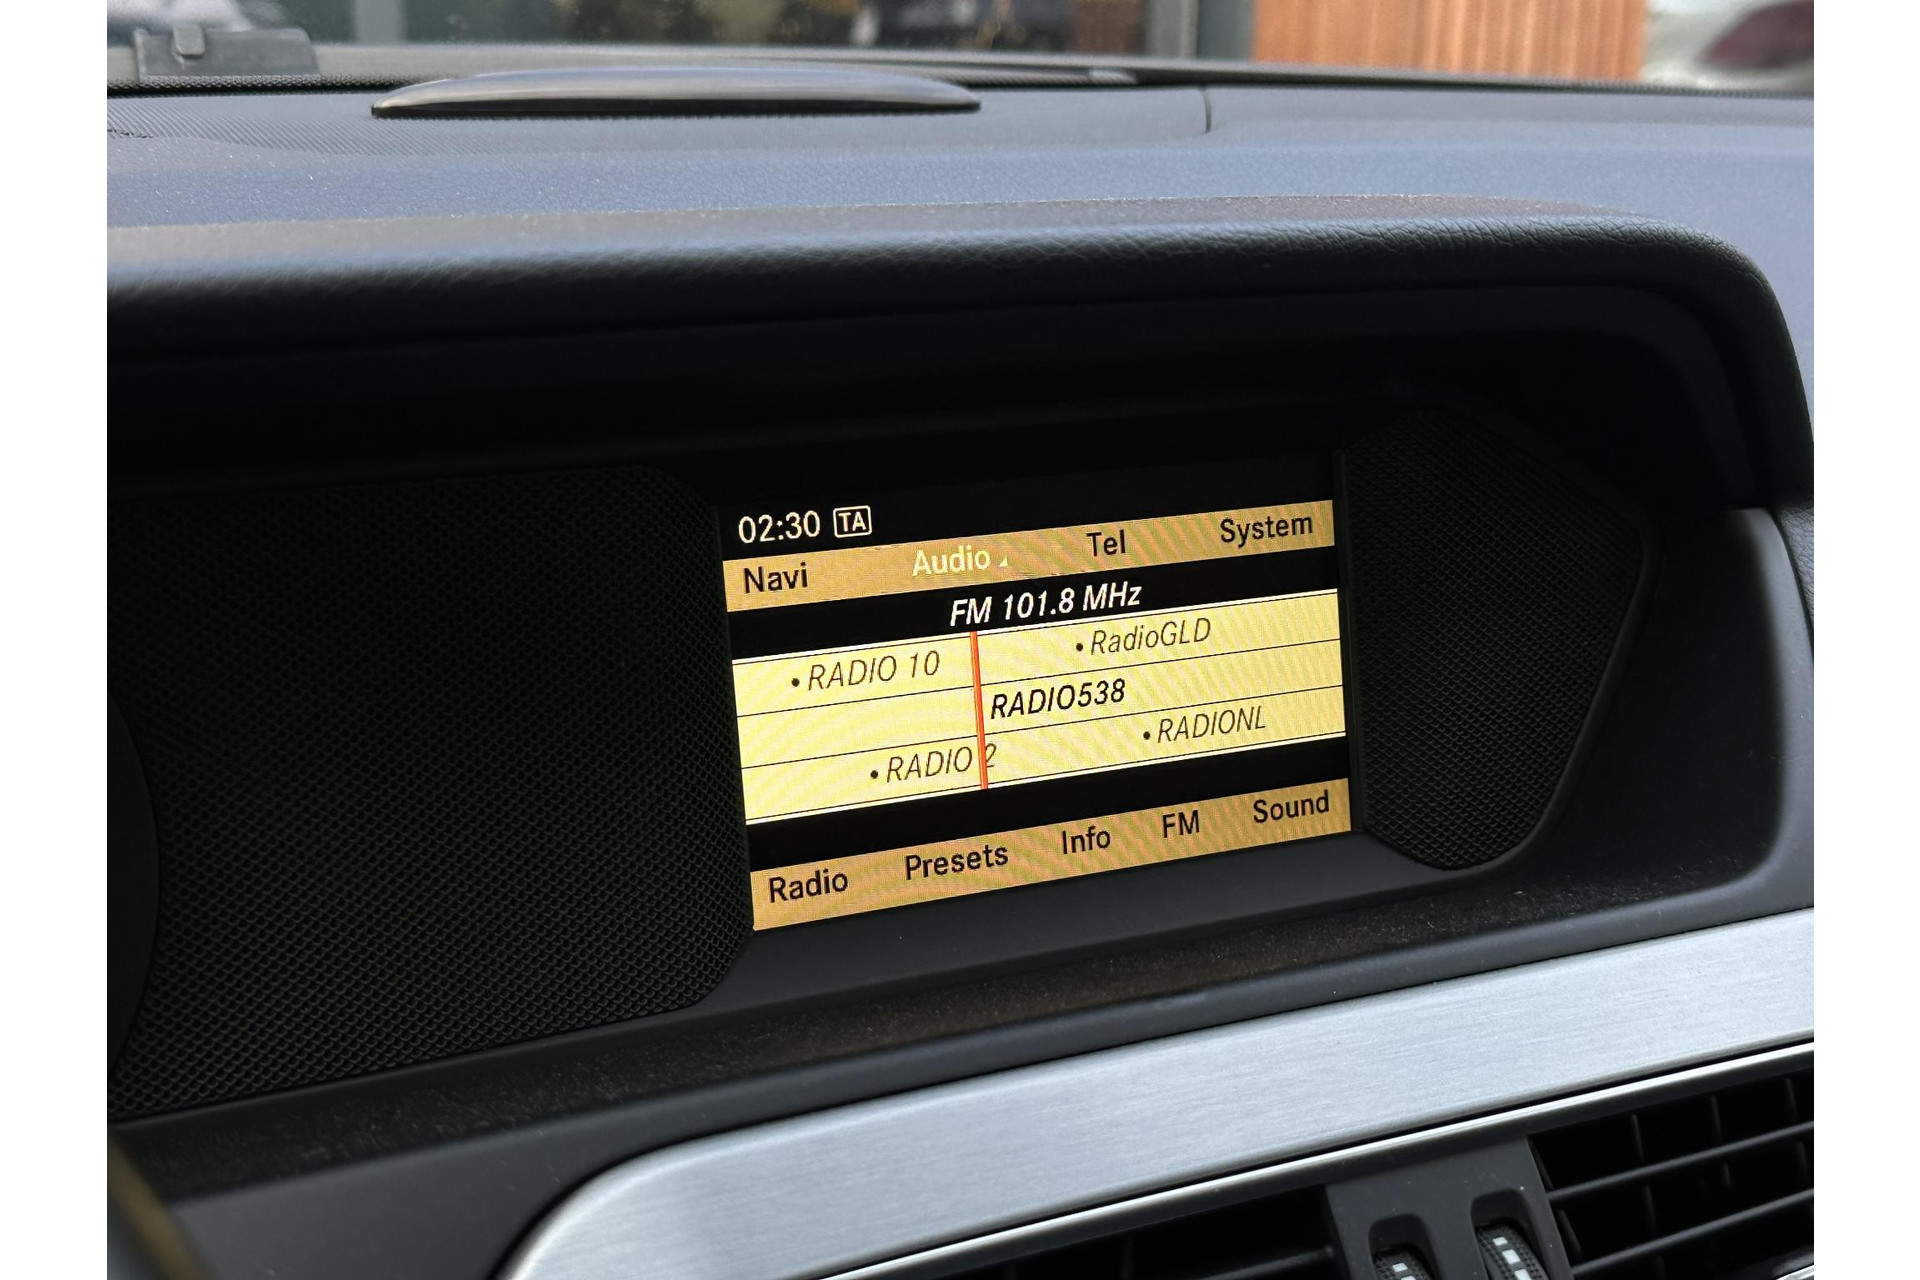 02:30 TA
Navi Audio Tel System
FM 101.8 MHz
• RadioGLD
• RADIO 10
RADIO538
• RADIONL
• RADIO 2
Radio Presets Info FM Sound